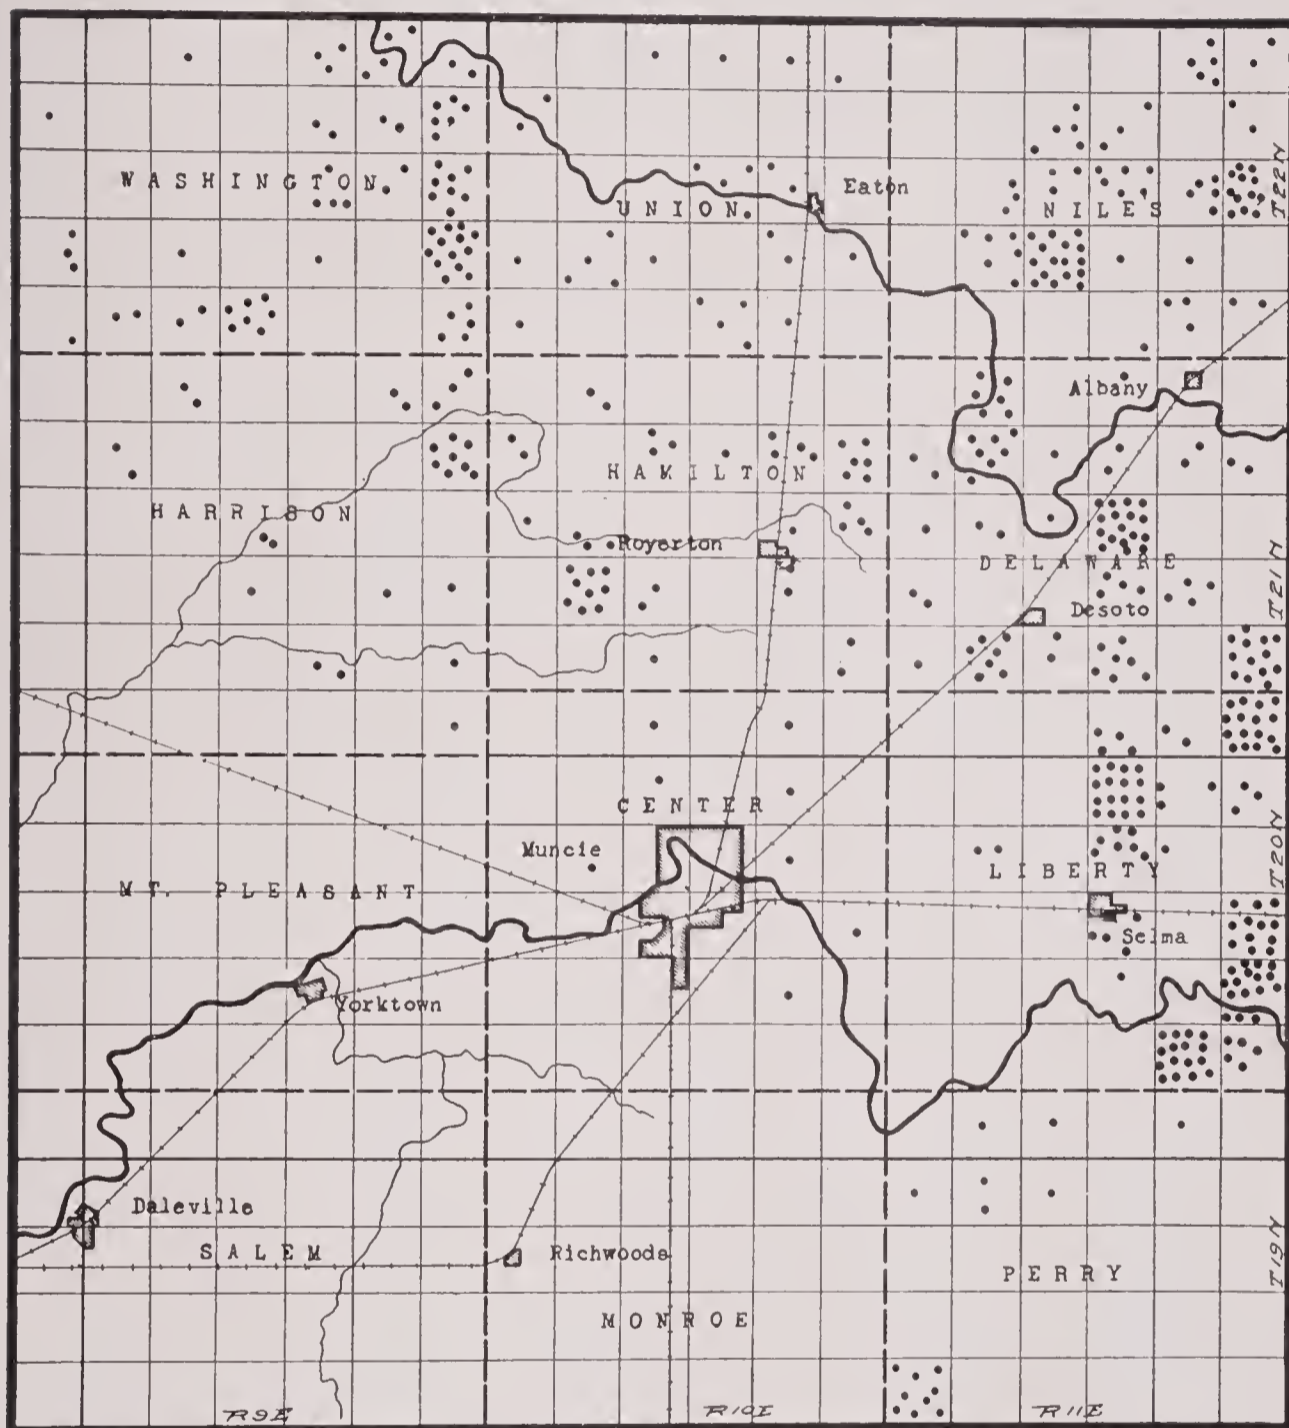 WASHINGTON
Eaton
UNION
NILES
T22N
Albany
HAMILTON
HARRISON
Royerton
DELAWARE
T21N
Desoto
CENTER
Muncie
LIBERTY
T20N
MT. PLEASANT
Selma
Yorktown
Daleville
SALEM
Richwoods
T19N
PERRY
MONROE
R9E
R10E
R11E